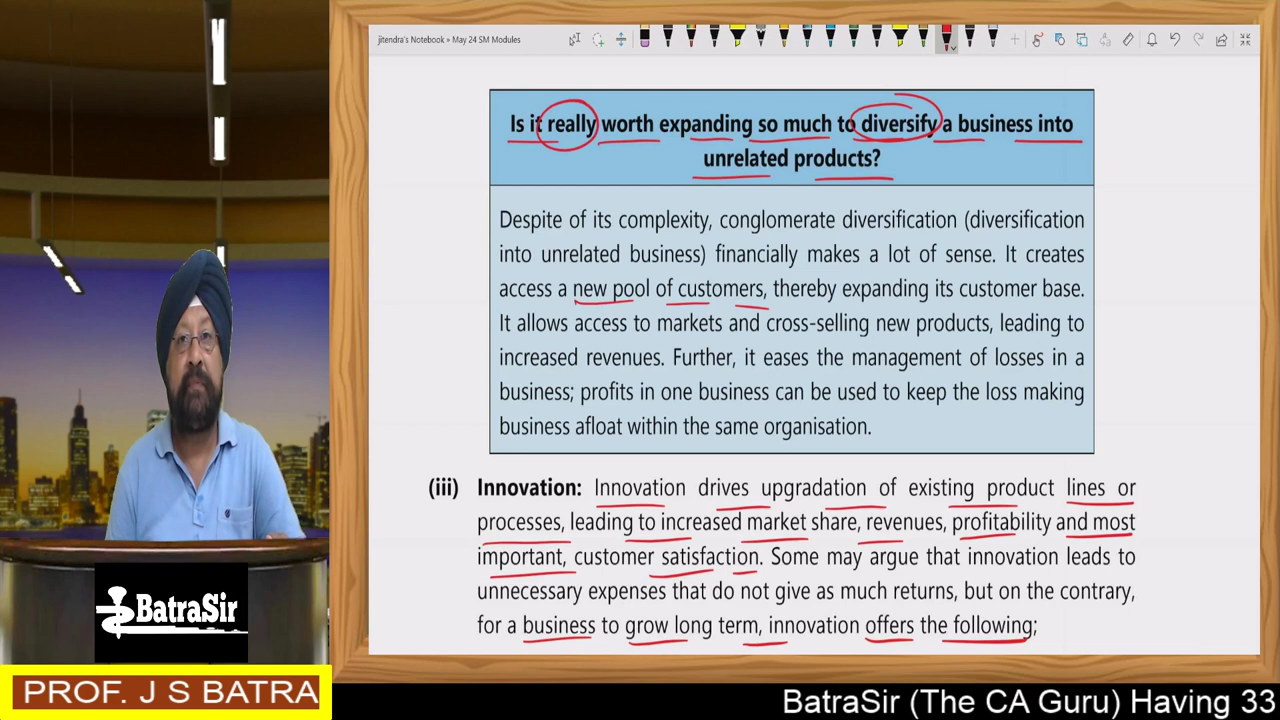 jitendra's Notebook » May 24 SM Modules
Is it really worth expanding so much to diversify a business into
unrelated products?
Despite of its complexity, conglomerate diversification (diversification
into unrelated business) financially makes a lot of sense. It creates
access a new pool of customers, thereby expanding its customer base.
It allows access to markets and cross-selling new products, leading to
increased revenues. Further, it eases the management of losses in a
business; profits in one business can be used to keep the loss making
business afloat within the same organisation.
(iii) Innovation: Innovation drives upgradation of existing product lines or
processes, leading to increased market share, revenues, profitability and most
important, customer satisfaction. Some may argue that innovation leads to
unnecessary expenses that do not give as much returns, but on the contrary,
for a business to grow long term, innovation offers the following;
BatraSir
PROF. J S BATRA
BatraSir (The CA Guru) Having 33